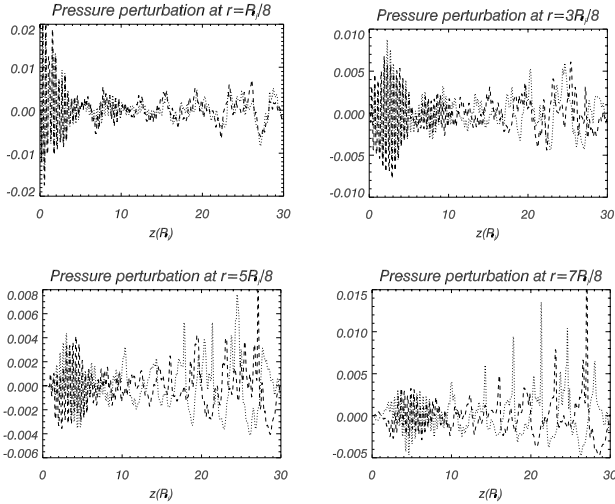 Pressure perturbation at r=Rj/8
0.02
0.01
0.00
-0.01
-0.02
0 10 20 30
z(Rj)
Pressure perturbation at r=3Rj/8
0.010
0.005
0.000
-0.005
-0.010
0 10 20 30
z(Rj)
Pressure perturbation at r=5Rj/8
0.008
0.006
0.004
0.002
0.000
-0.002
-0.004
-0.006
0 10 20 30
z(Rj)
Pressure perturbation at r=7Rj/8
0.015
0.010
0.005
0.000
-0.005
0 10 20 30
z(Rj)